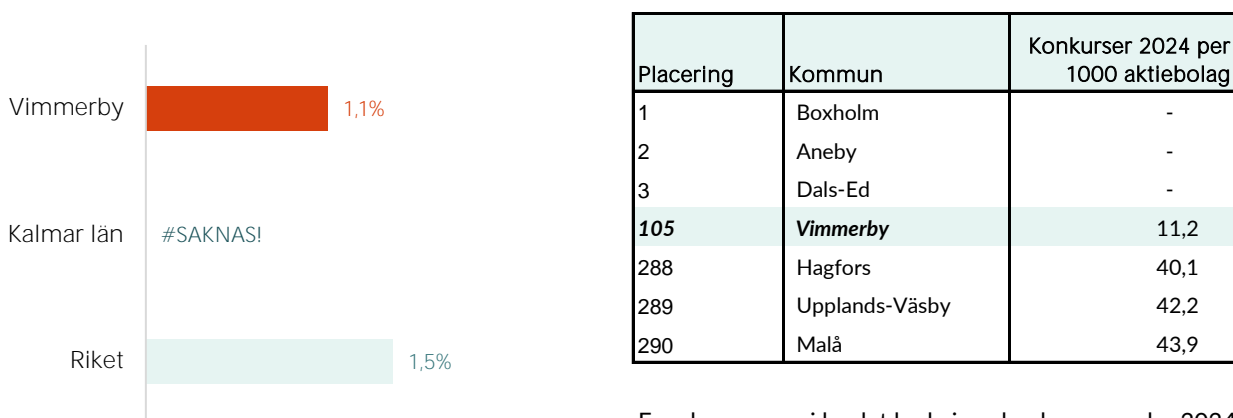 Vimmerby 1,1%
Kalmar län #SAKNAS!
Riket 1,5%
Placering Kommun Konkurser 2024 per
1000 aktiebolag
1 Boxholm -
2 Aneby -
3 Dals-Ed -
105 Vimmerby 11,2
288 Hagfors 40,1
289 Upplands-Väsby 42,2
290 Malå 43,9